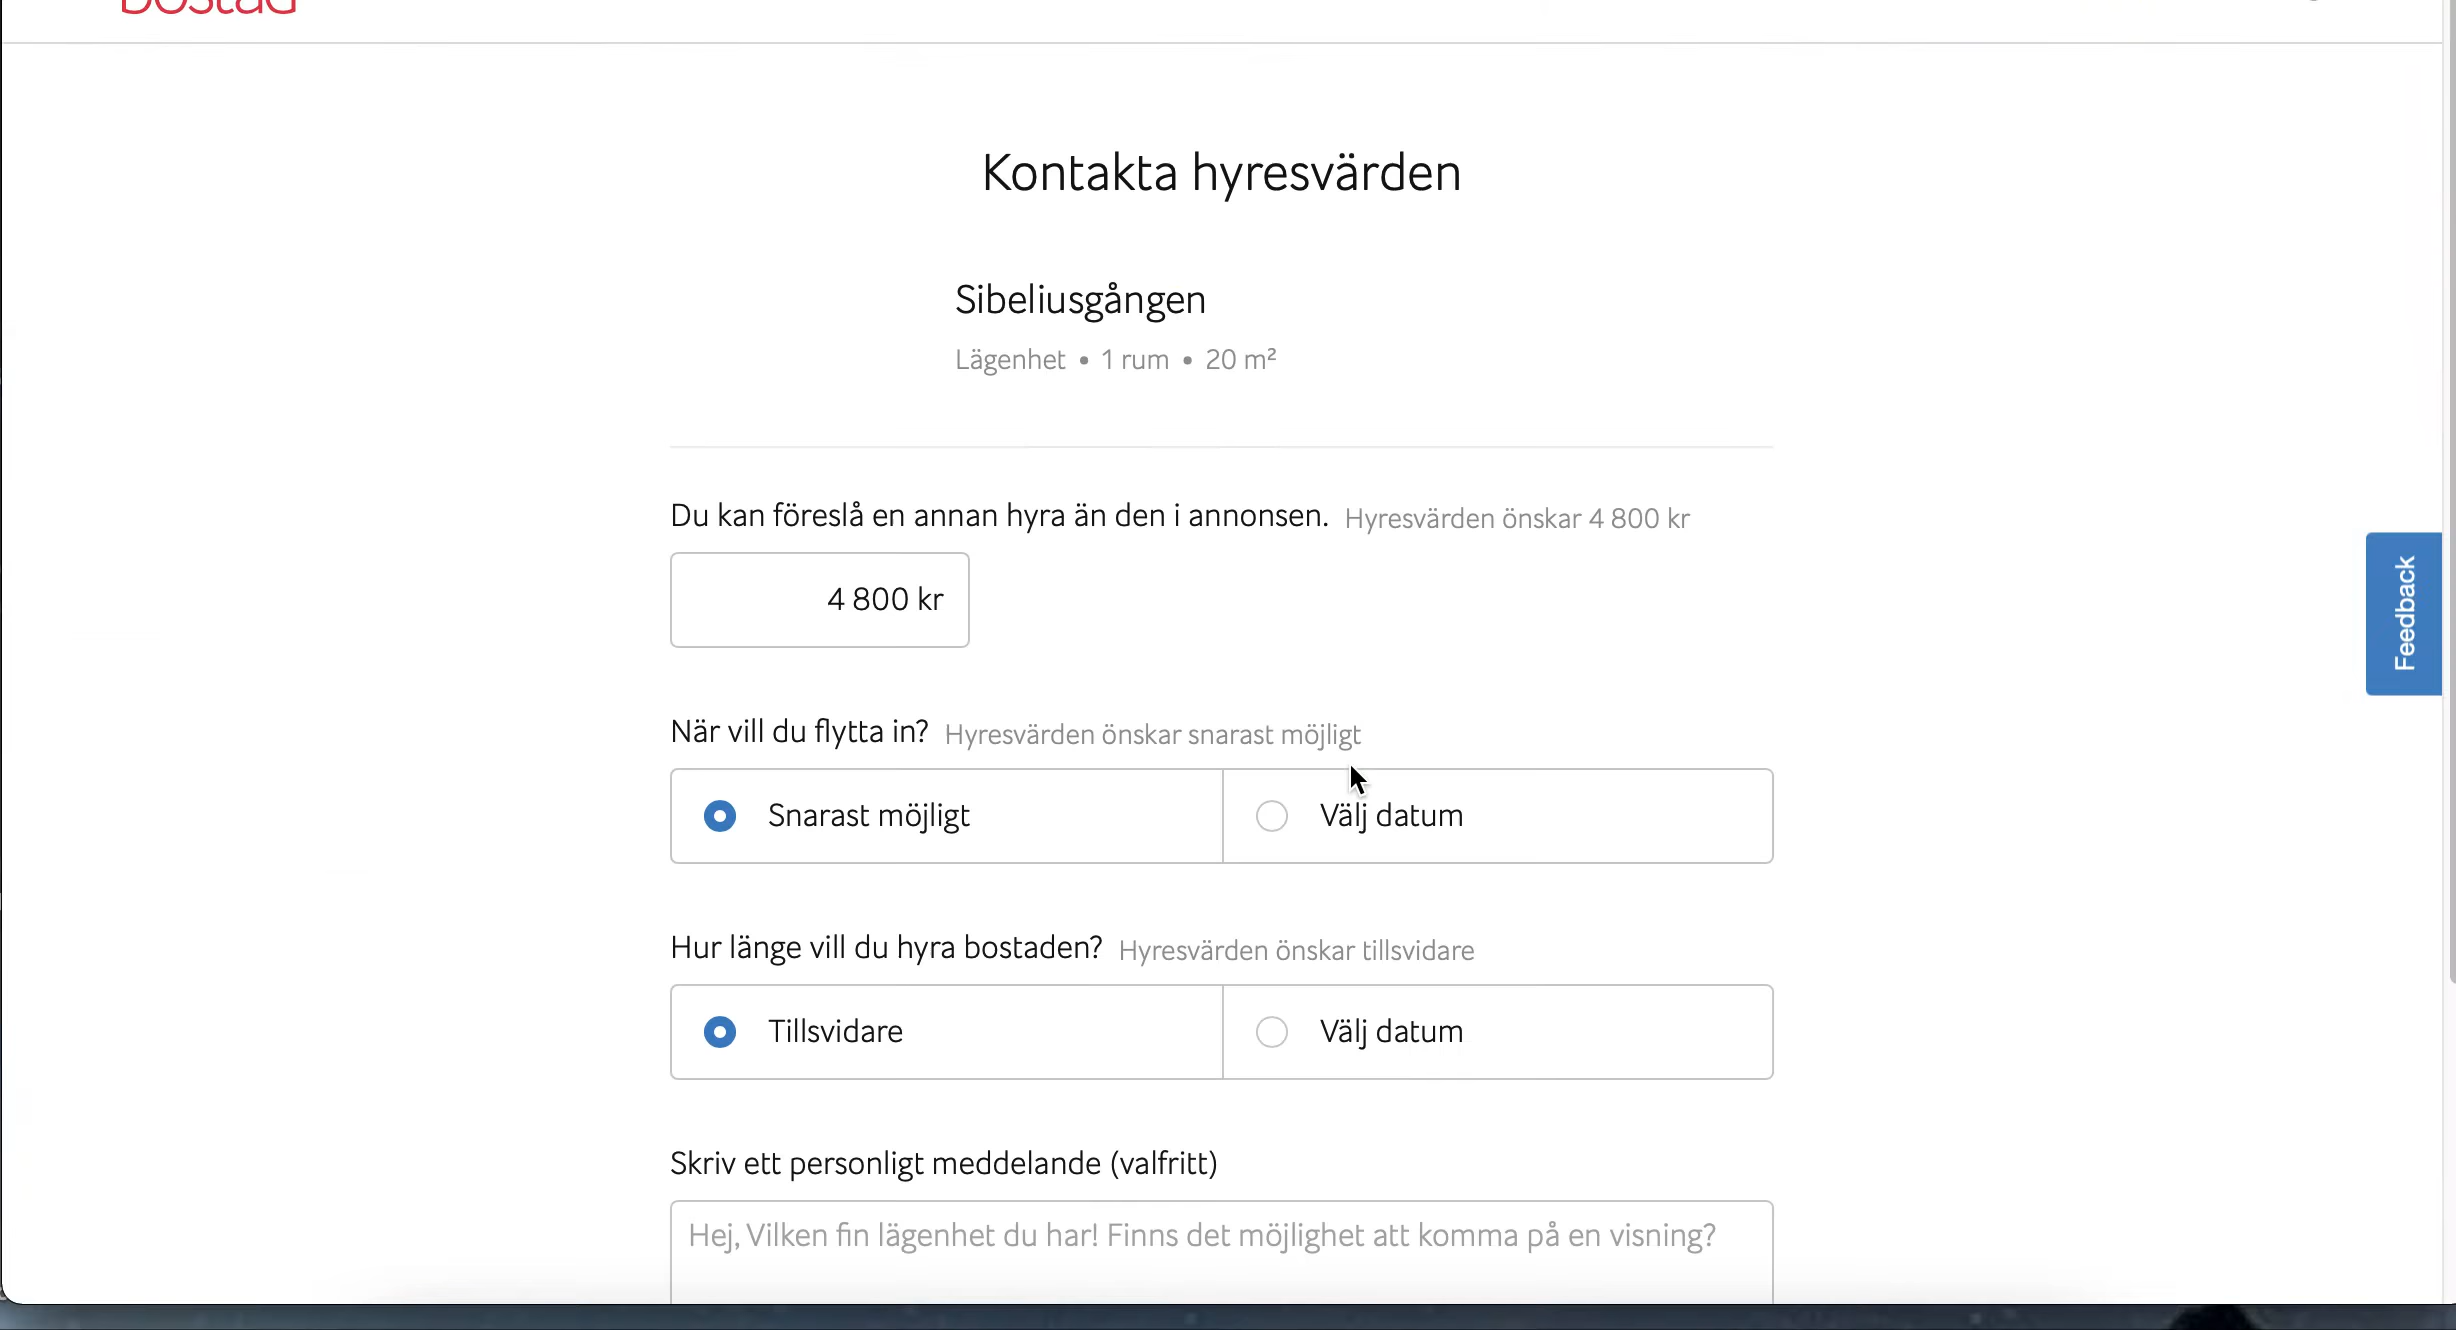 bostad
Kontakta hyresvärden
Sibeliusgången
Lägenhet • 1 rum • 20 m²
Du kan föreslå en annan hyra än den i annonsen. Hyresvärden önskar 4 800 kr
4 800 kr
När vill du flytta in? Hyresvärden önskar snarast möjligt
Snarast möjligt Välj datum
Hur länge vill du hyra bostaden? Hyresvärden önskar tillsvidare
Tillsvidare Välj datum
Skriv ett personligt meddelande (valfritt)
Hej, Vilken fin lägenhet du har! Finns det möjlighet att komma på en visning?
Feedback